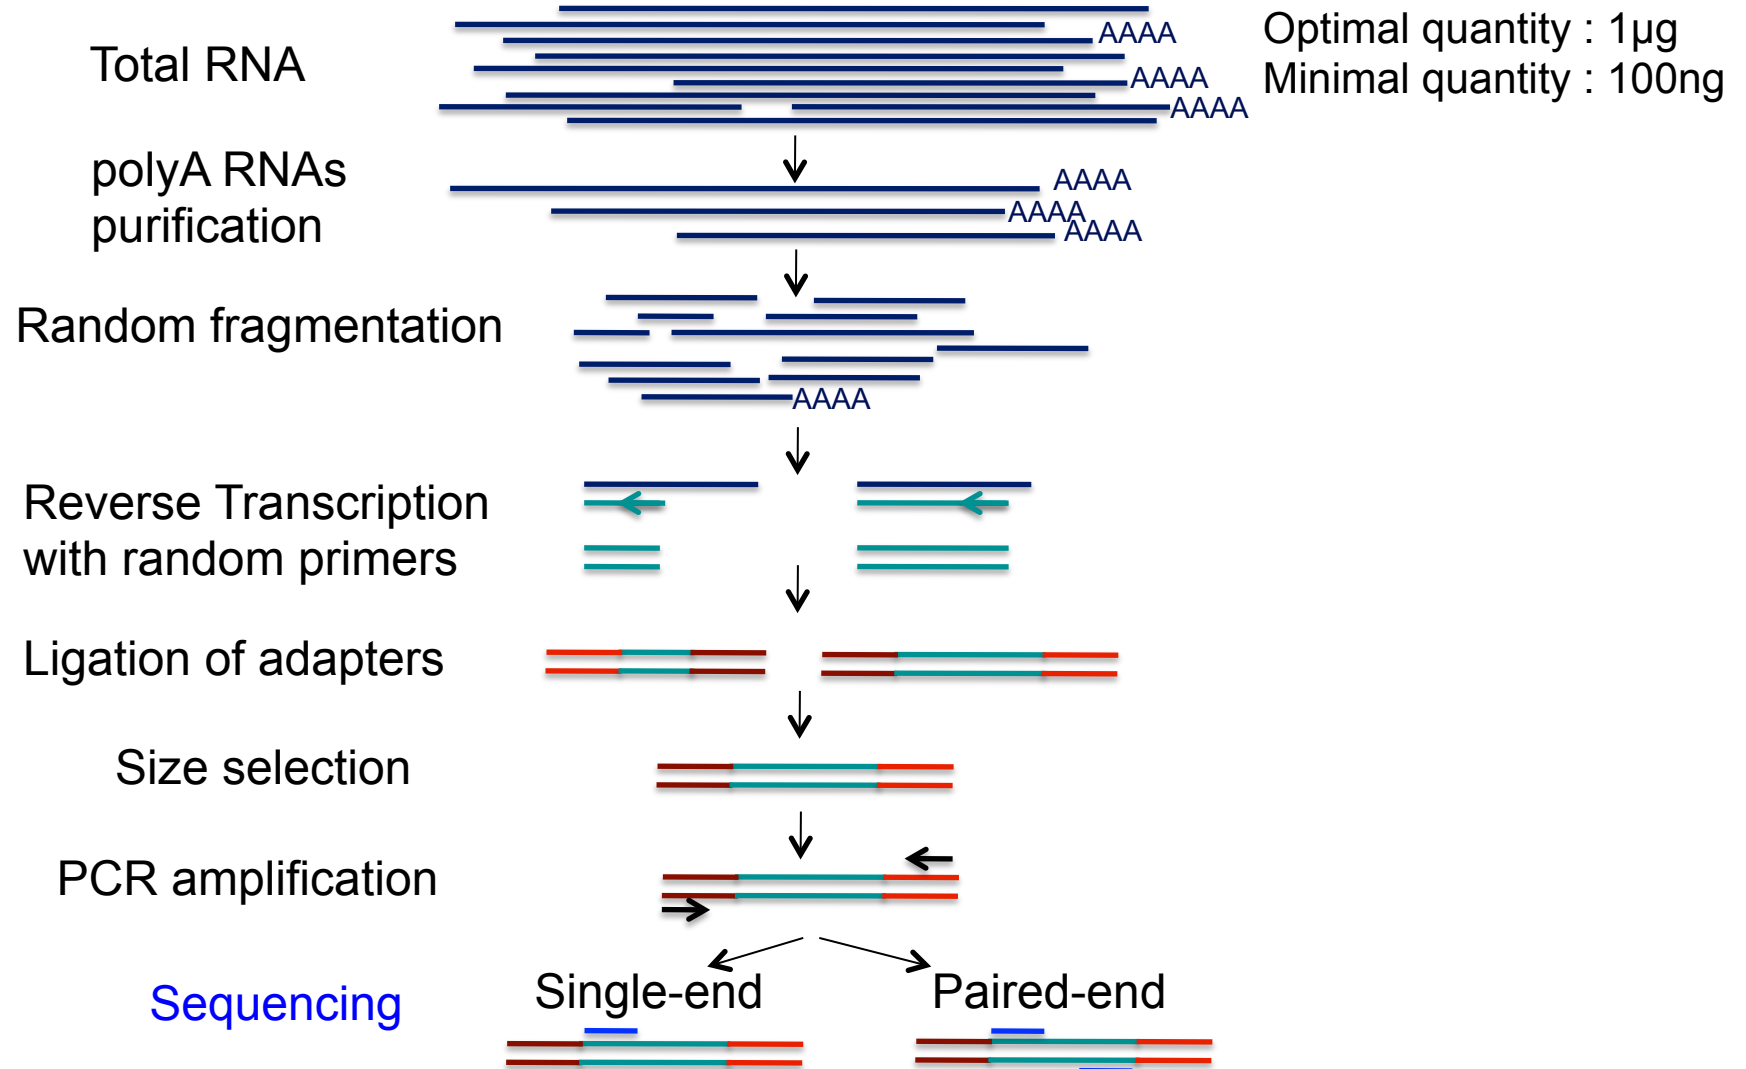 Total RNA
AAAA
AAAA
AAAA
Optimal quantity : 1µg
Minimal quantity : 100ng
polyA RNAs
purification
AAAA
AAAA
AAAA
Random fragmentation
AAAA
Reverse Transcription
with random primers
Ligation of adapters
Size selection
PCR amplification
Sequencing
Single-end
Paired-end